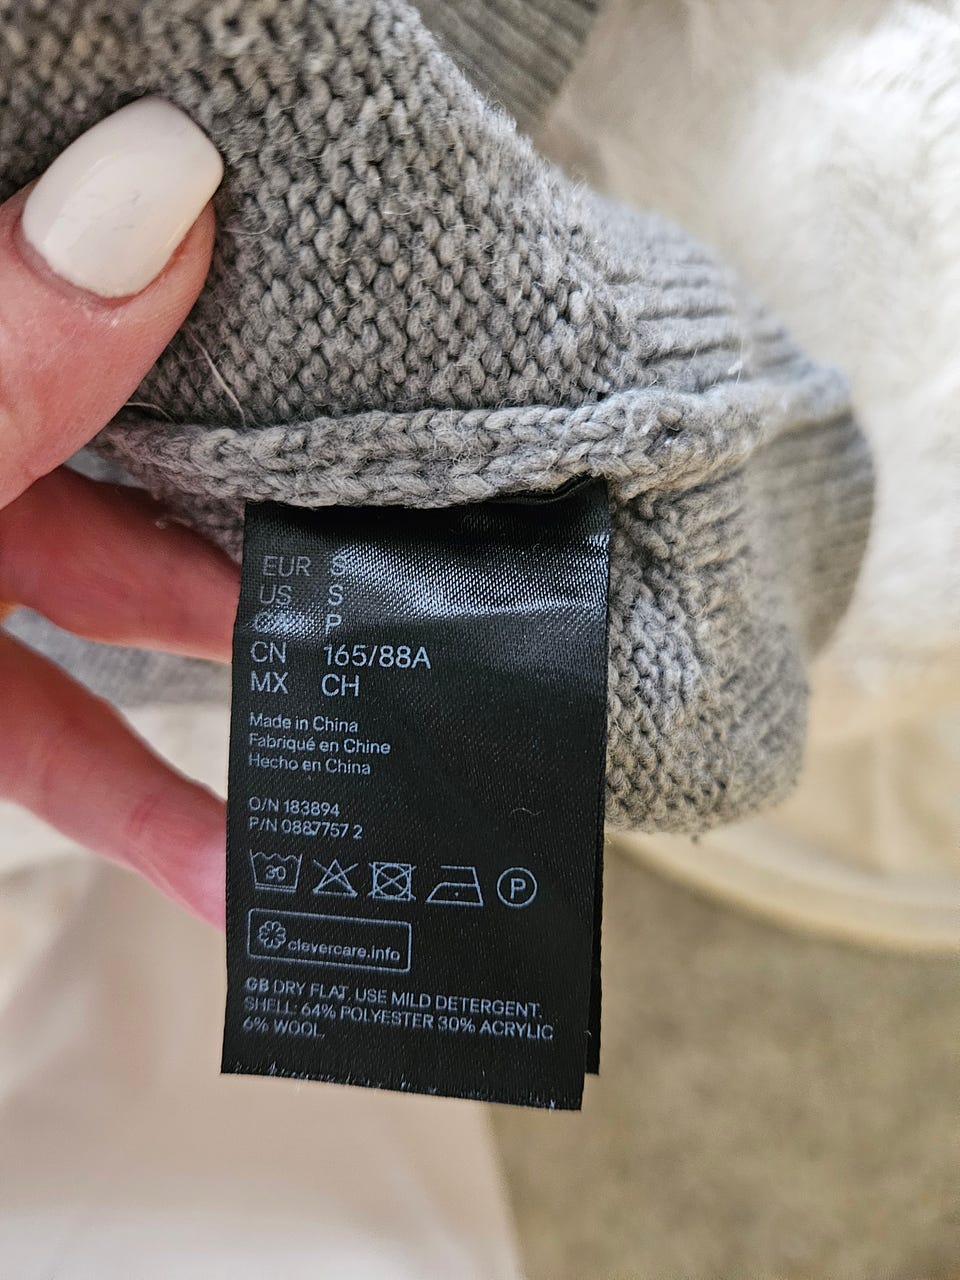 EUR S
US S
P
CN 165/88A
MX CH
Made in China
Fabriqué en Chine
Hecho en China
O/N 183894
P/N 0887757 2
30
P
clevercare.info
GB DRY FLAT, USE MILD DETERGENT.
SHELL: 64% POLYESTER 30% ACRYLIC
6% WOOL